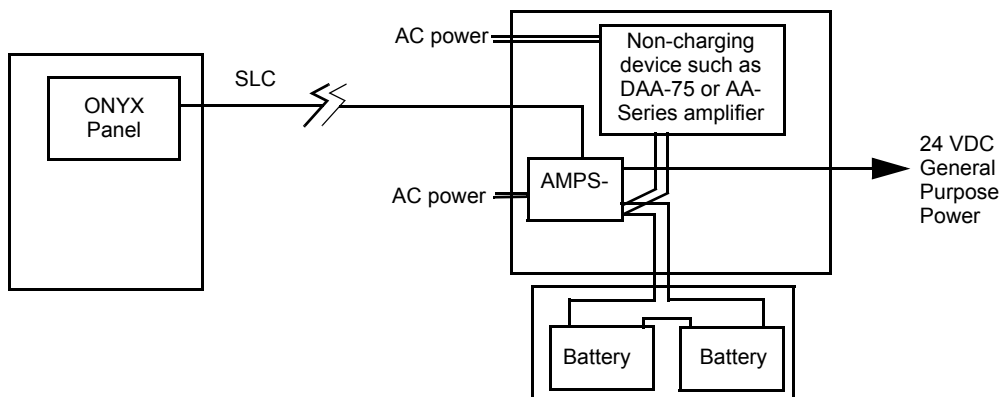 ONYX
Panel
SLC
AC power
Non-charging
device such as
DAA-75 or AA-
Series amplifier
AC power
AMPS-
24 VDC
General
Purpose
Power
Battery
Battery